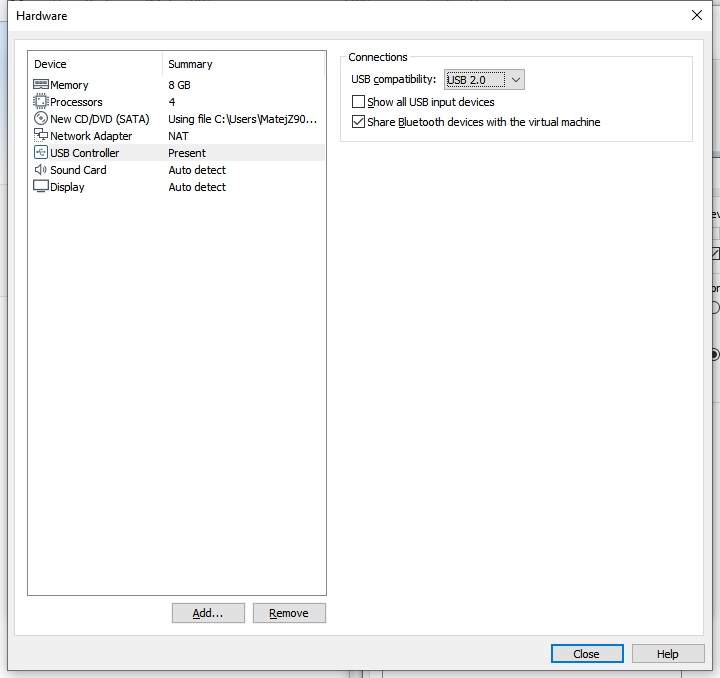 Hardware
Device Summary
Memory 8 GB
Processors 4
New CD/DVD (SATA) Using file C:\Users\MatejZ90...
Network Adapter NAT
USB Controller Present
Sound Card Auto detect
Display Auto detect
Connections
USB compatibility: USB 2.0
Show all USB input devices
Share Bluetooth devices with the virtual machine
Add... Remove
Close Help